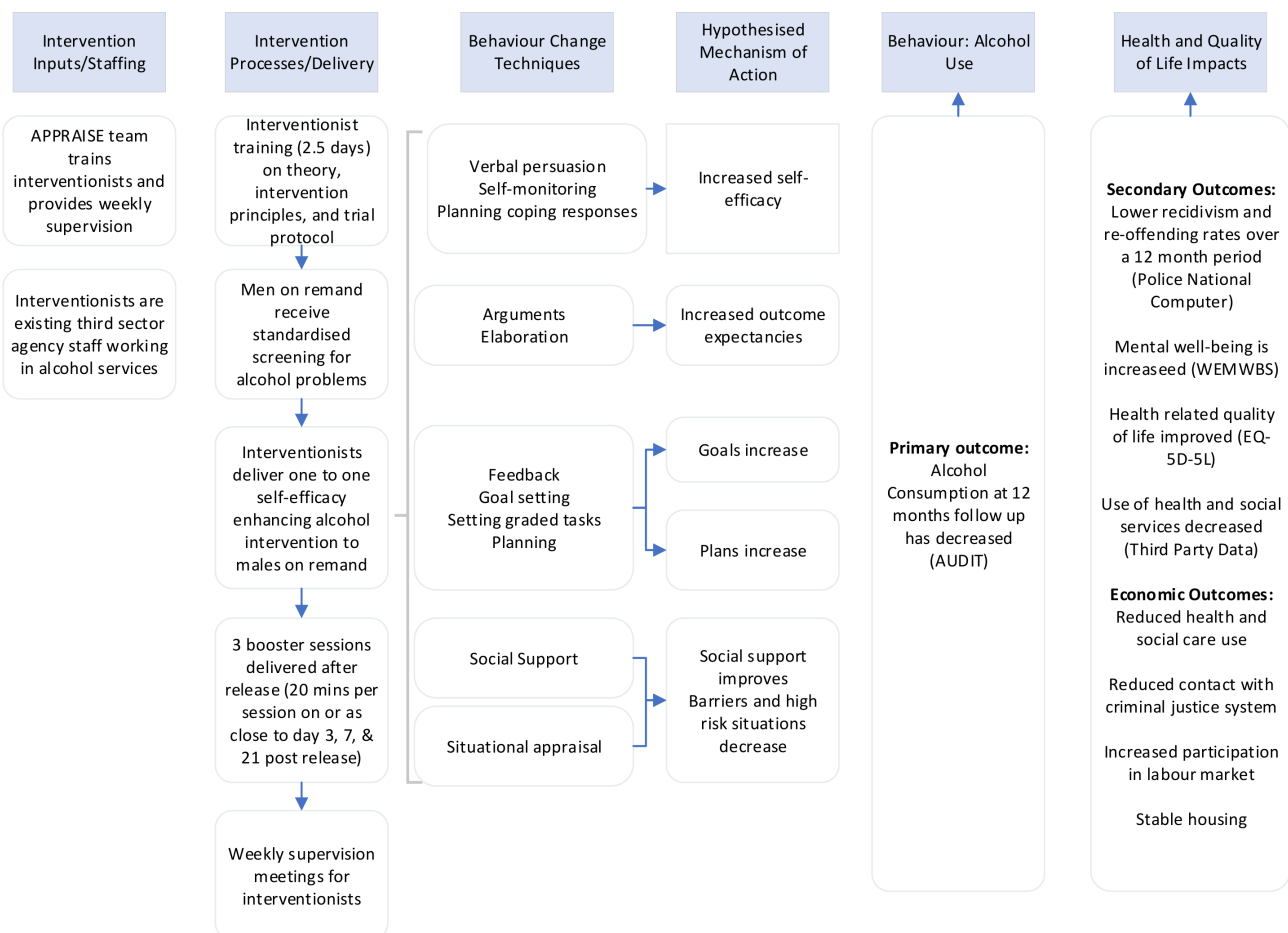 Intervention
Inputs/Staffing
Intervention
Processes/Delivery
Behaviour Change
Techniques
Hypothesised
Mechanism of
Action
Behaviour: Alcohol
Use
Health and Quality
of Life Impacts
APPRAISE team
trains
interventionists and
provides weekly
supervision
Interventionists are
existing third sector
agency staff working
in alcohol services
Interventionist
training (2.5 days)
on theory,
intervention
principles, and trial
protocol
Men on remand
receive
standardised
screening for
alcohol problems
Interventionists
deliver one to one
self-efficacy
enhancing alcohol
intervention to
males on remand
3 booster sessions
delivered after
release (20 mins per
session on or as
close to day 3, 7, &
21 post release)
Weekly supervision
meetings for
interventionists
Verbal persuasion
Self-monitoring
Planning coping responses
Arguments
Elaboration
Feedback
Goal setting
Setting graded tasks
Planning
Social Support
Situational appraisal
Increased self-
efficacy
Increased outcome
expectancies
Goals increase
Plans increase
Social support
improves
Barriers and high
risk situations
decrease
Primary outcome:
Alcohol
Consumption at 12
months follow up
has decreased
(AUDIT)
Secondary Outcomes:
Lower recidivism and
re-offending rates over
a 12 month period
(Police National
Computer)
Mental well-being is
increaseed (WEMWBS)
Health related quality
of life improved (EQ-
5D-5L)
Use of health and social
services decreased
(Third Party Data)
Economic Outcomes:
Reduced health and
social care use
Reduced contact with
criminal justice system
Increased participation
in labour market
Stable housing